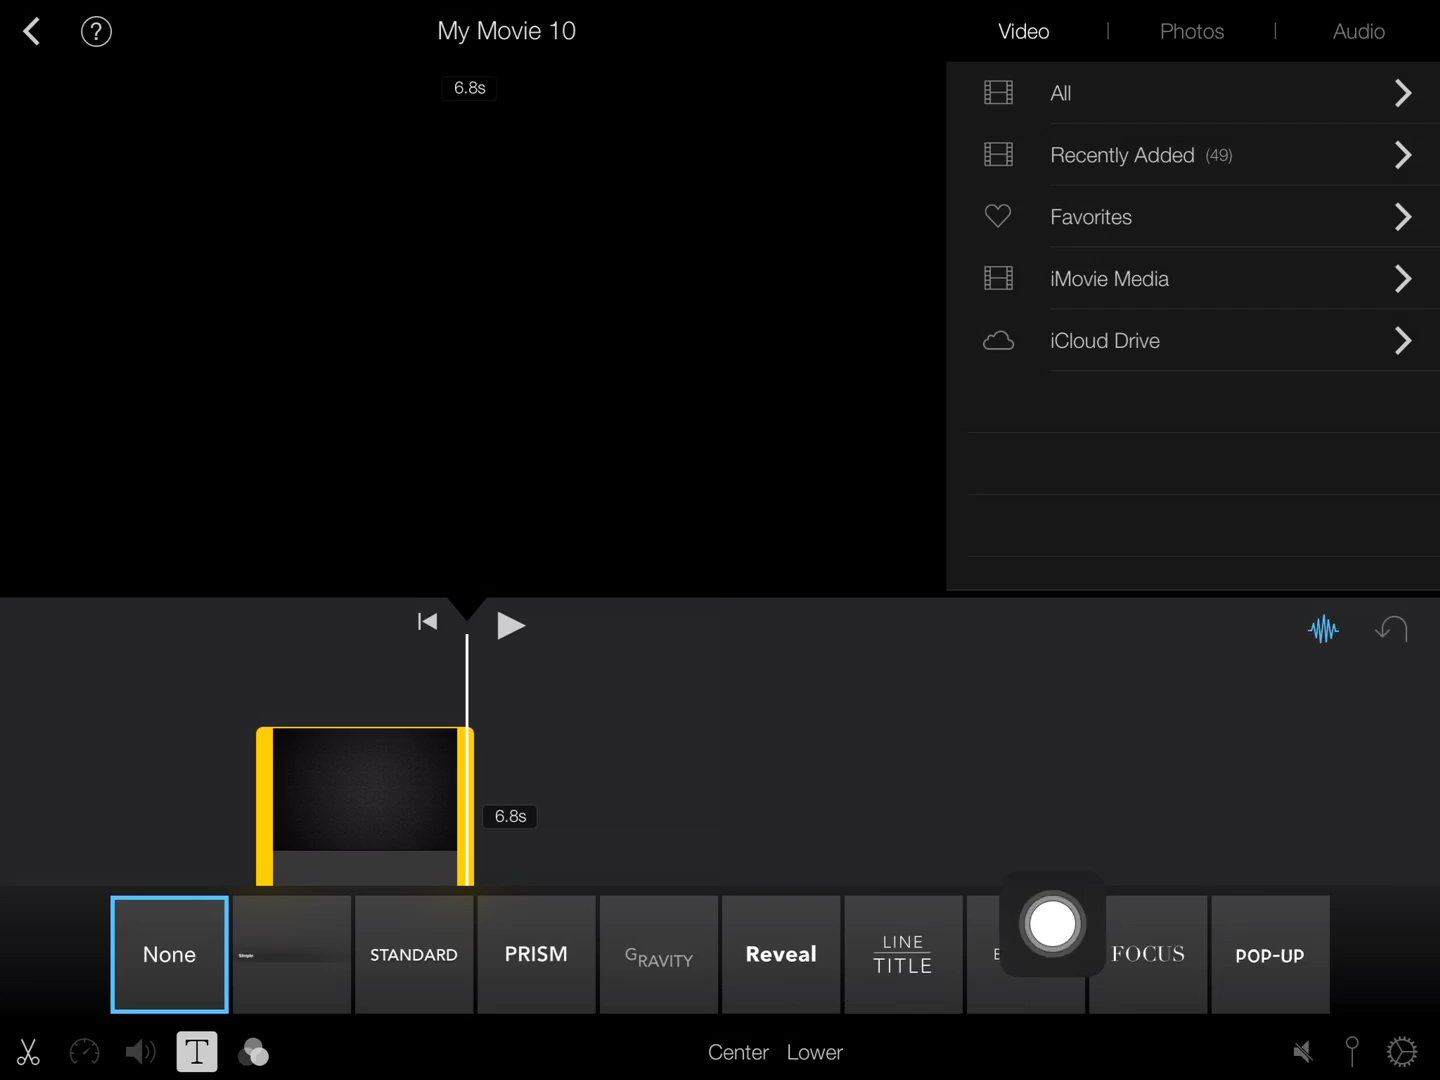 ?
My Movie 10
Video | Photos | Audio
6.8s
All
Recently Added (49)
Favorites
iMovie Media
iCloud Drive
6.8s
None
Simple
STANDARD
PRISM
GRAVITY
Reveal
LINE
TITLE
E
FOCUS
POP-UP
T
Center Lower